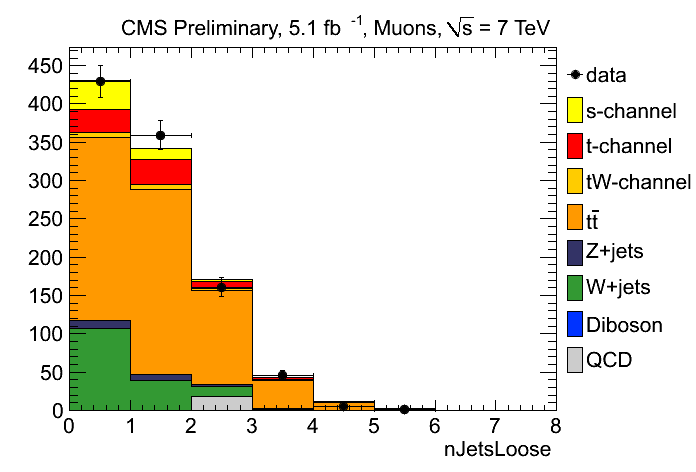 CMS Preliminary, 5.1 fb -1, Muons, √s = 7 TeV
450
400
350
300
250
200
150
100
50
0
0 1 2 3 4 5 6 7 8
nJetsLoose
data
s-channel
t-channel
tW-channel
tt̄
Z+jets
W+jets
Diboson
QCD